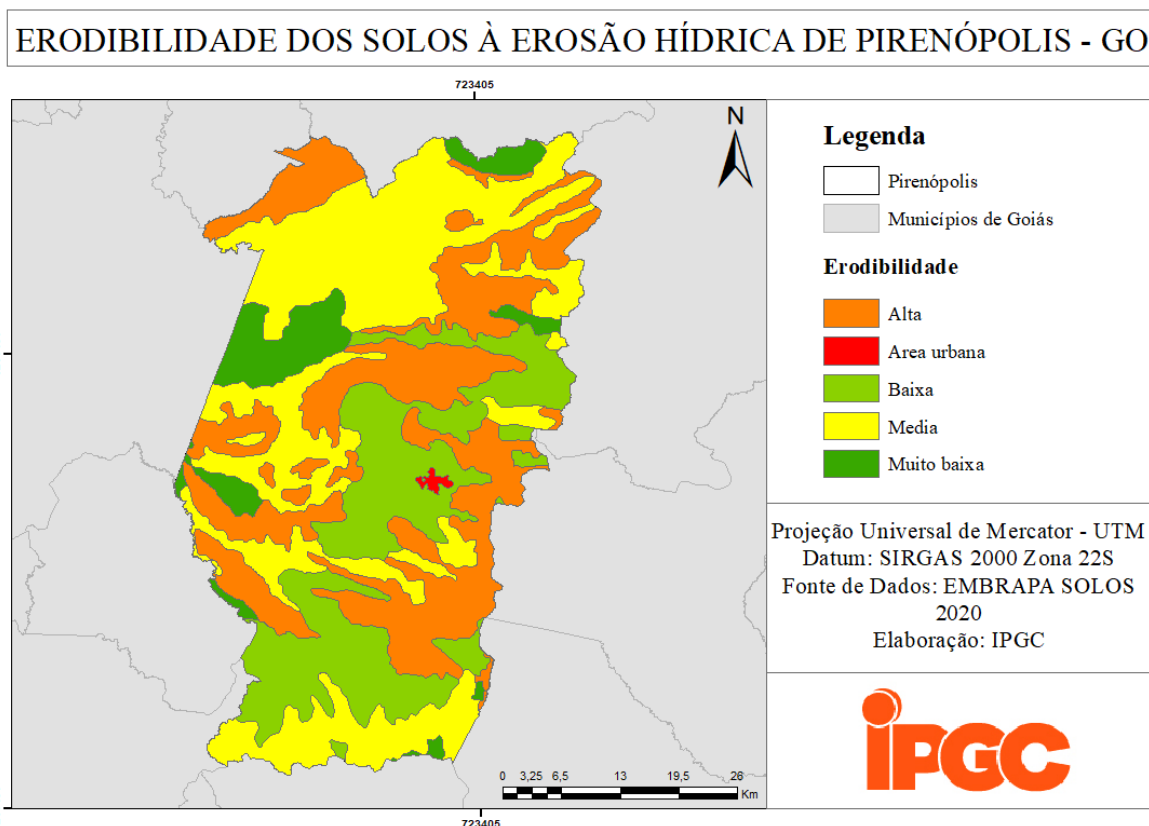 ERODIBILIDADE DOS SOLOS À EROSÃO HÍDRICA DE PIRENÓPOLIS - GO
723405
N
Legenda
Pirenópolis
Municípios de Goiás
Erodibilidade
Alta
Area urbana
Baixa
Media
Muito baixa
Projeção Universal de Mercator - UTM
Datum: SIRGAS 2000 Zona 22S
Fonte de Dados: EMBRAPA SOLOS
2020
Elaboração: IPGC
iPGC
0 3,25 6,5 13 19,5 26
Km
723405